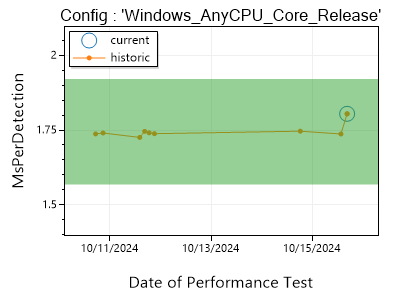 Config : 'Windows_AnyCPU_Core_Release'
current
historic
2
1.75
1.5
MsPerDetection
10/11/2024 10/13/2024 10/15/2024
Date of Performance Test